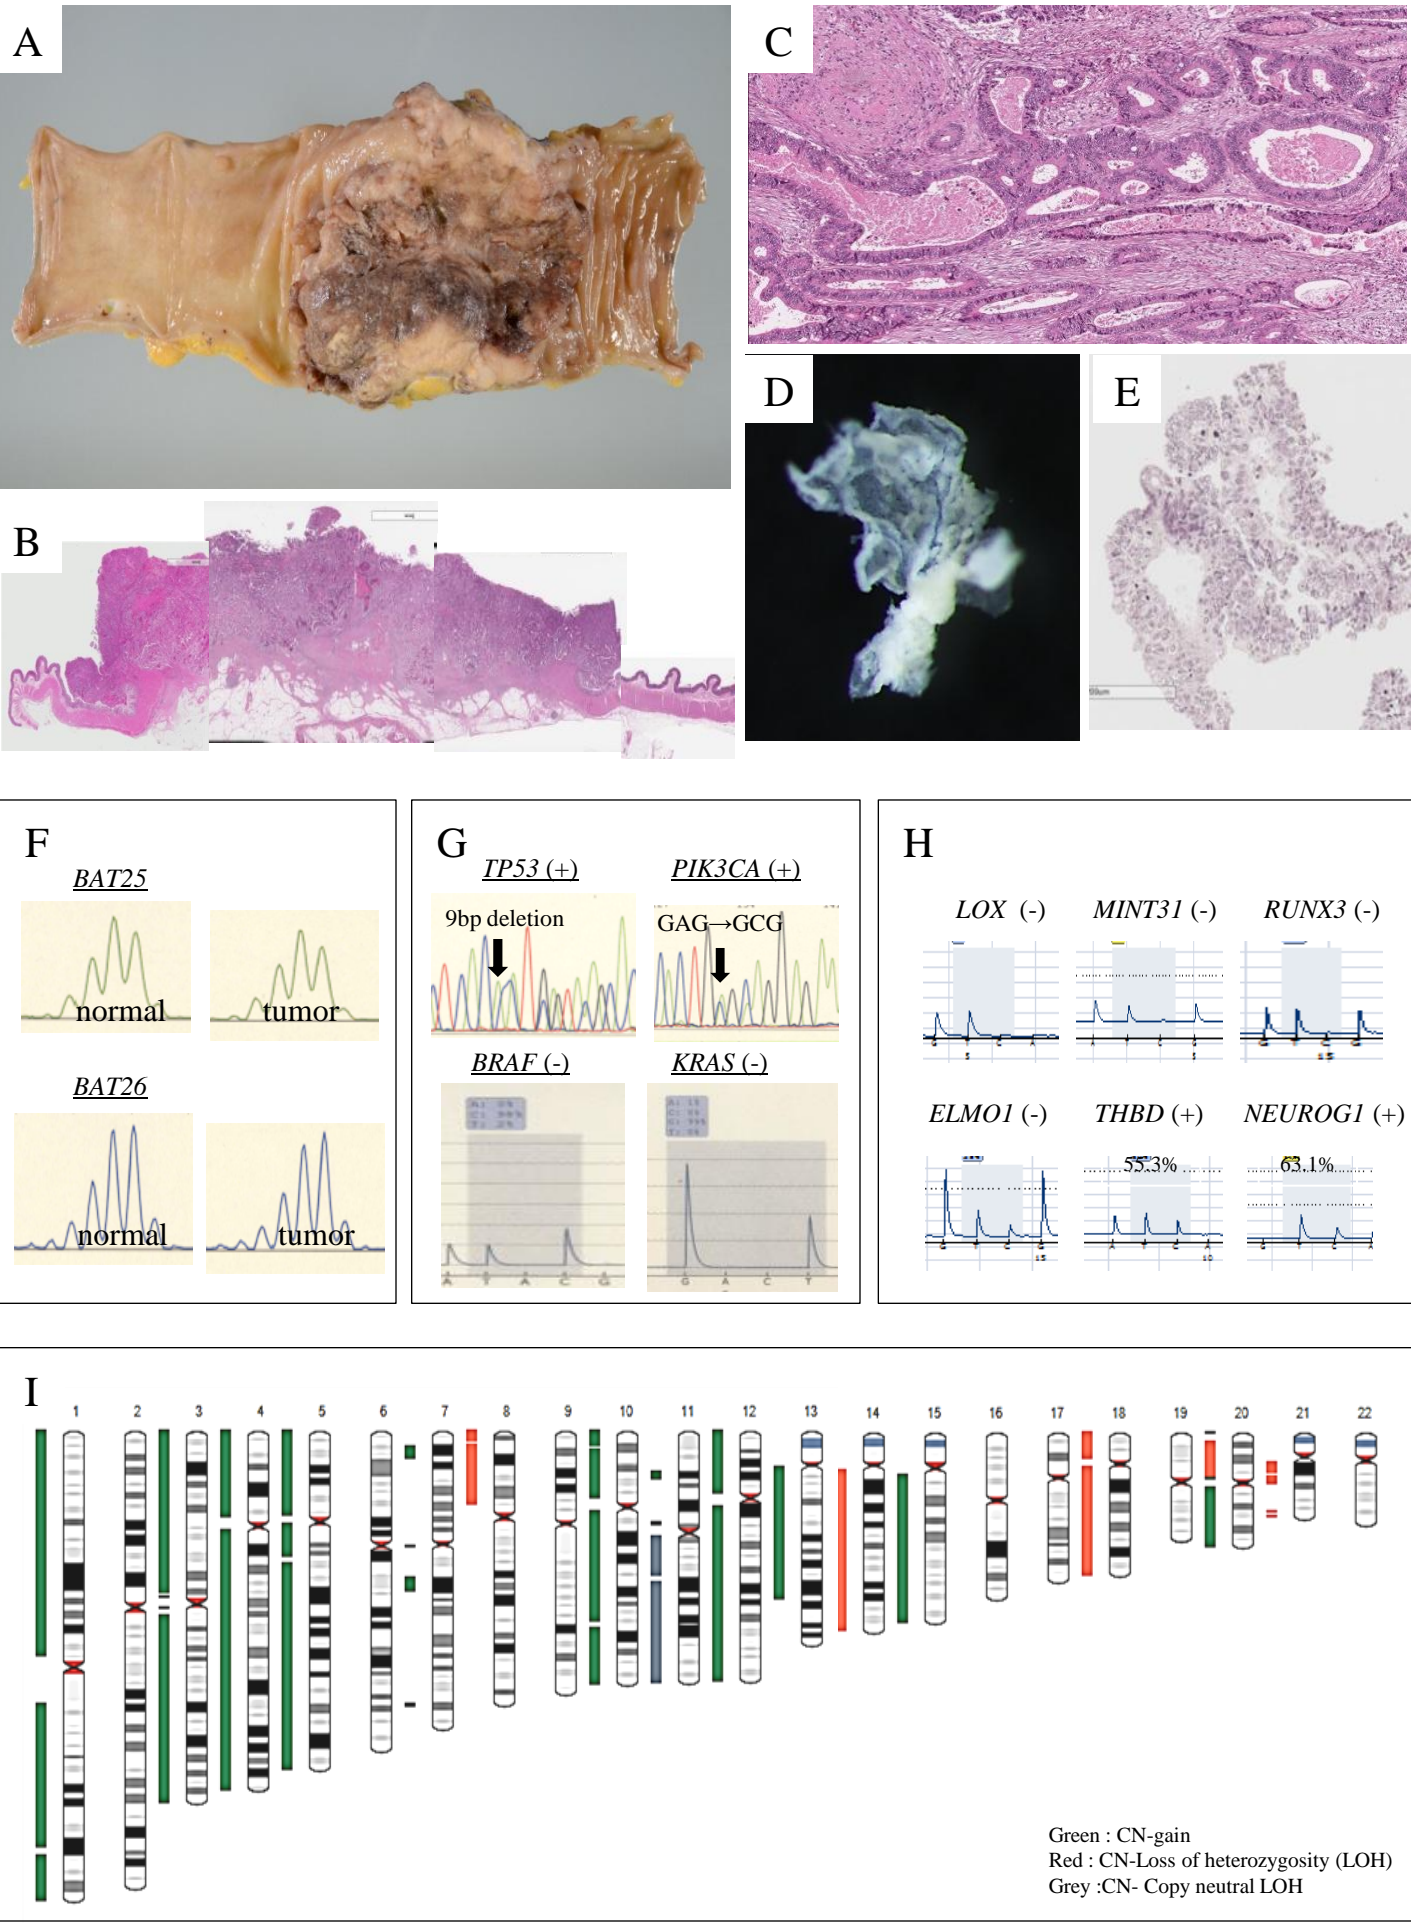 A
B
C
D
E
F
BAT25
normal
tumor
BAT26
normal
tumor
G
TP53 (+)
PIK3CA (+)
9bp deletion
GAG→GCG
BRAF (-)
KRAS (-)
A T A C G
G A C T
H
LOX (-)
MINT31 (-)
RUNX3 (-)
ELMO1 (-)
THBD (+)
NEUROG1 (+)
55.3%
63.1%
I
1 2 3 4 5 6 7 8 9 10 11 12 13 14 15 16 17 18 19 20 21 22
Green : CN-gain
Red : CN-Loss of heterozygosity (LOH)
Grey :CN- Copy neutral LOH